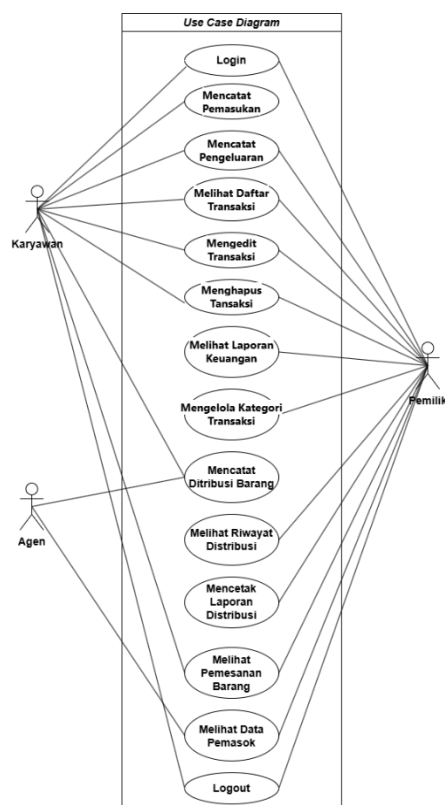 Use Case Diagram
Login
Mencatat
Pemasukan
Mencatat
Pengeluaran
Melihat Daftar
Transaksi
Karyawan
Mengedit
Transaksi
Menghapus
Tansaksi
Melihat Laporan
Keuangan
Pemilik
Mengelola Kategori
Transaksi
Mencatat
Ditribusi Barang
Agen
Melihat Riwayat
Distribusi
Mencetak
Laporan
Distribusi
Melihat
Pemesanan
Barang
Melihat Data
Pemasok
Logout